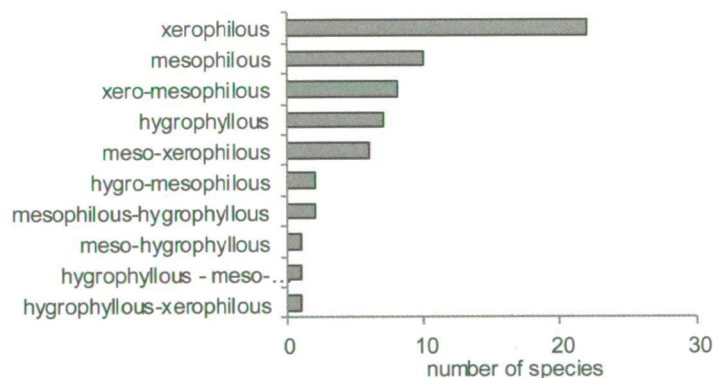 xerophilous
mesophilous
xero-mesophilous
hygrophyllous
meso-xerophilous
hygro-mesophilous
mesophilous-hygrophyllous
meso-hygrophyllous
hygrophyllous - meso-...
hygrophyllous-xerophilous
0 10 20 30
number of species